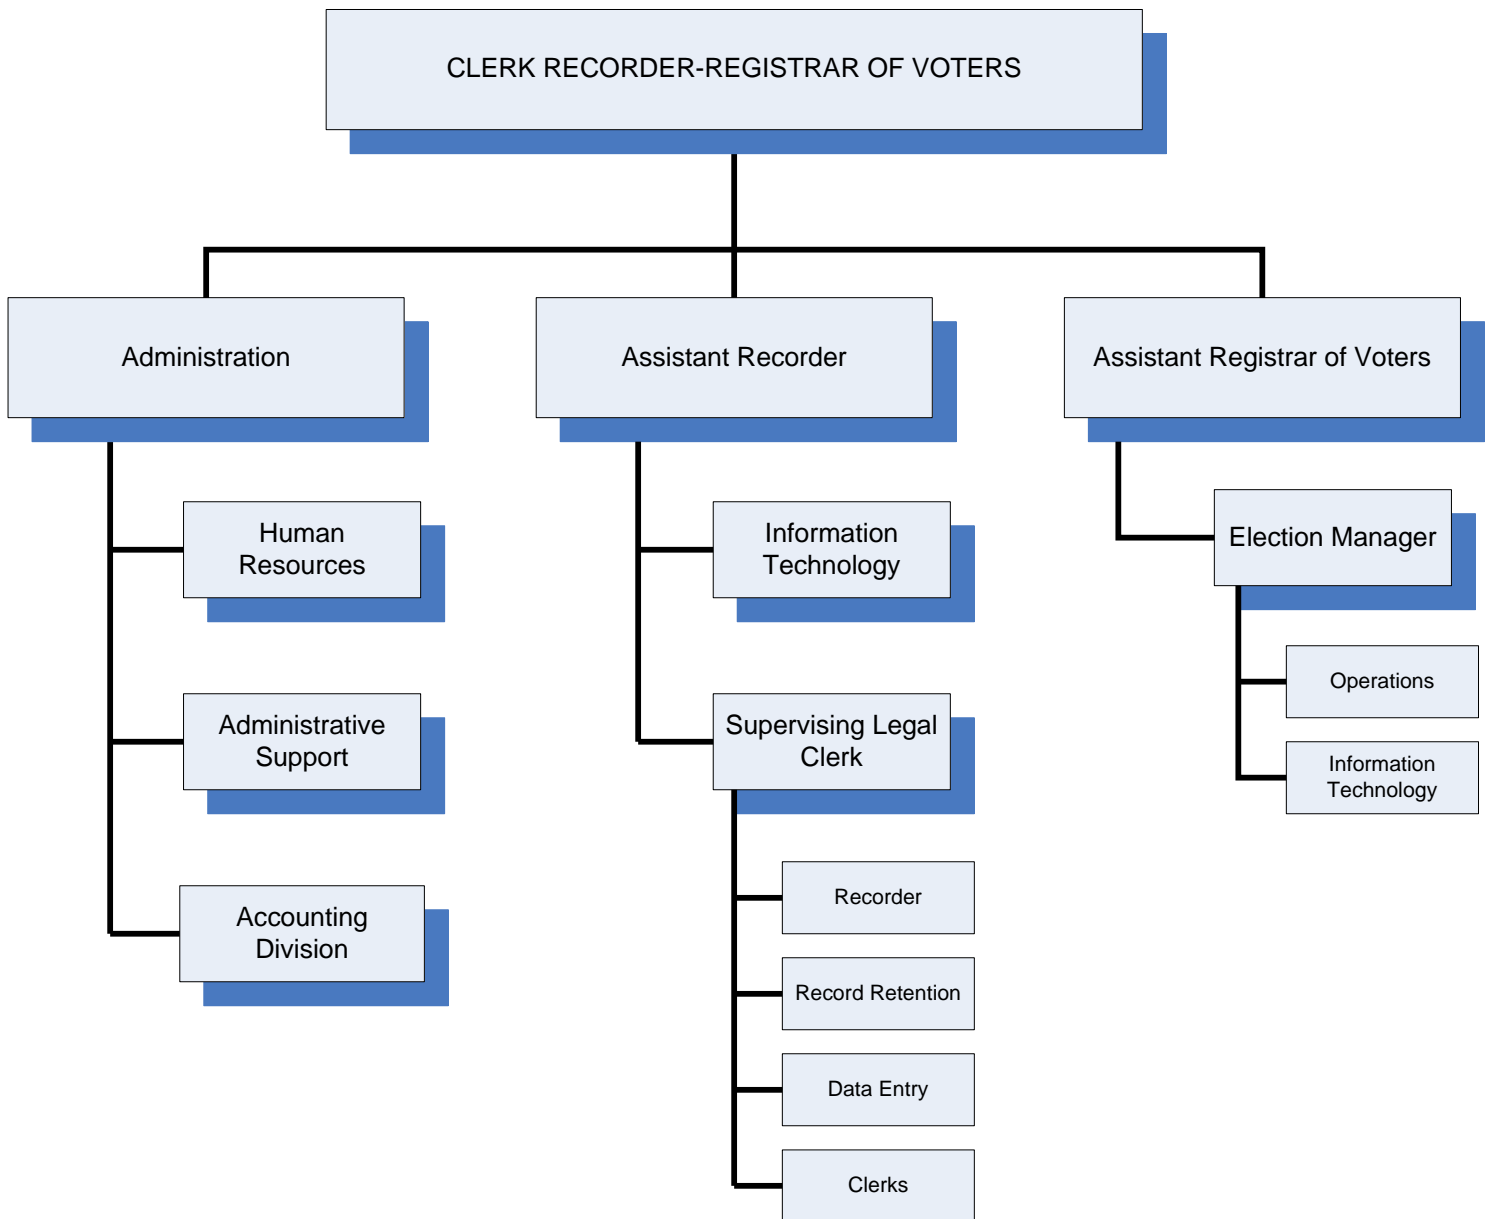 CLERK RECORDER-REGISTRAR OF VOTERS
Administration
Assistant Recorder
Assistant Registrar of Voters
Human
Resources
Administrative
Support
Accounting
Division
Information
Technology
Supervising Legal
Clerk
Recorder
Record Retention
Data Entry
Clerks
Election Manager
Operations
Information
Technology